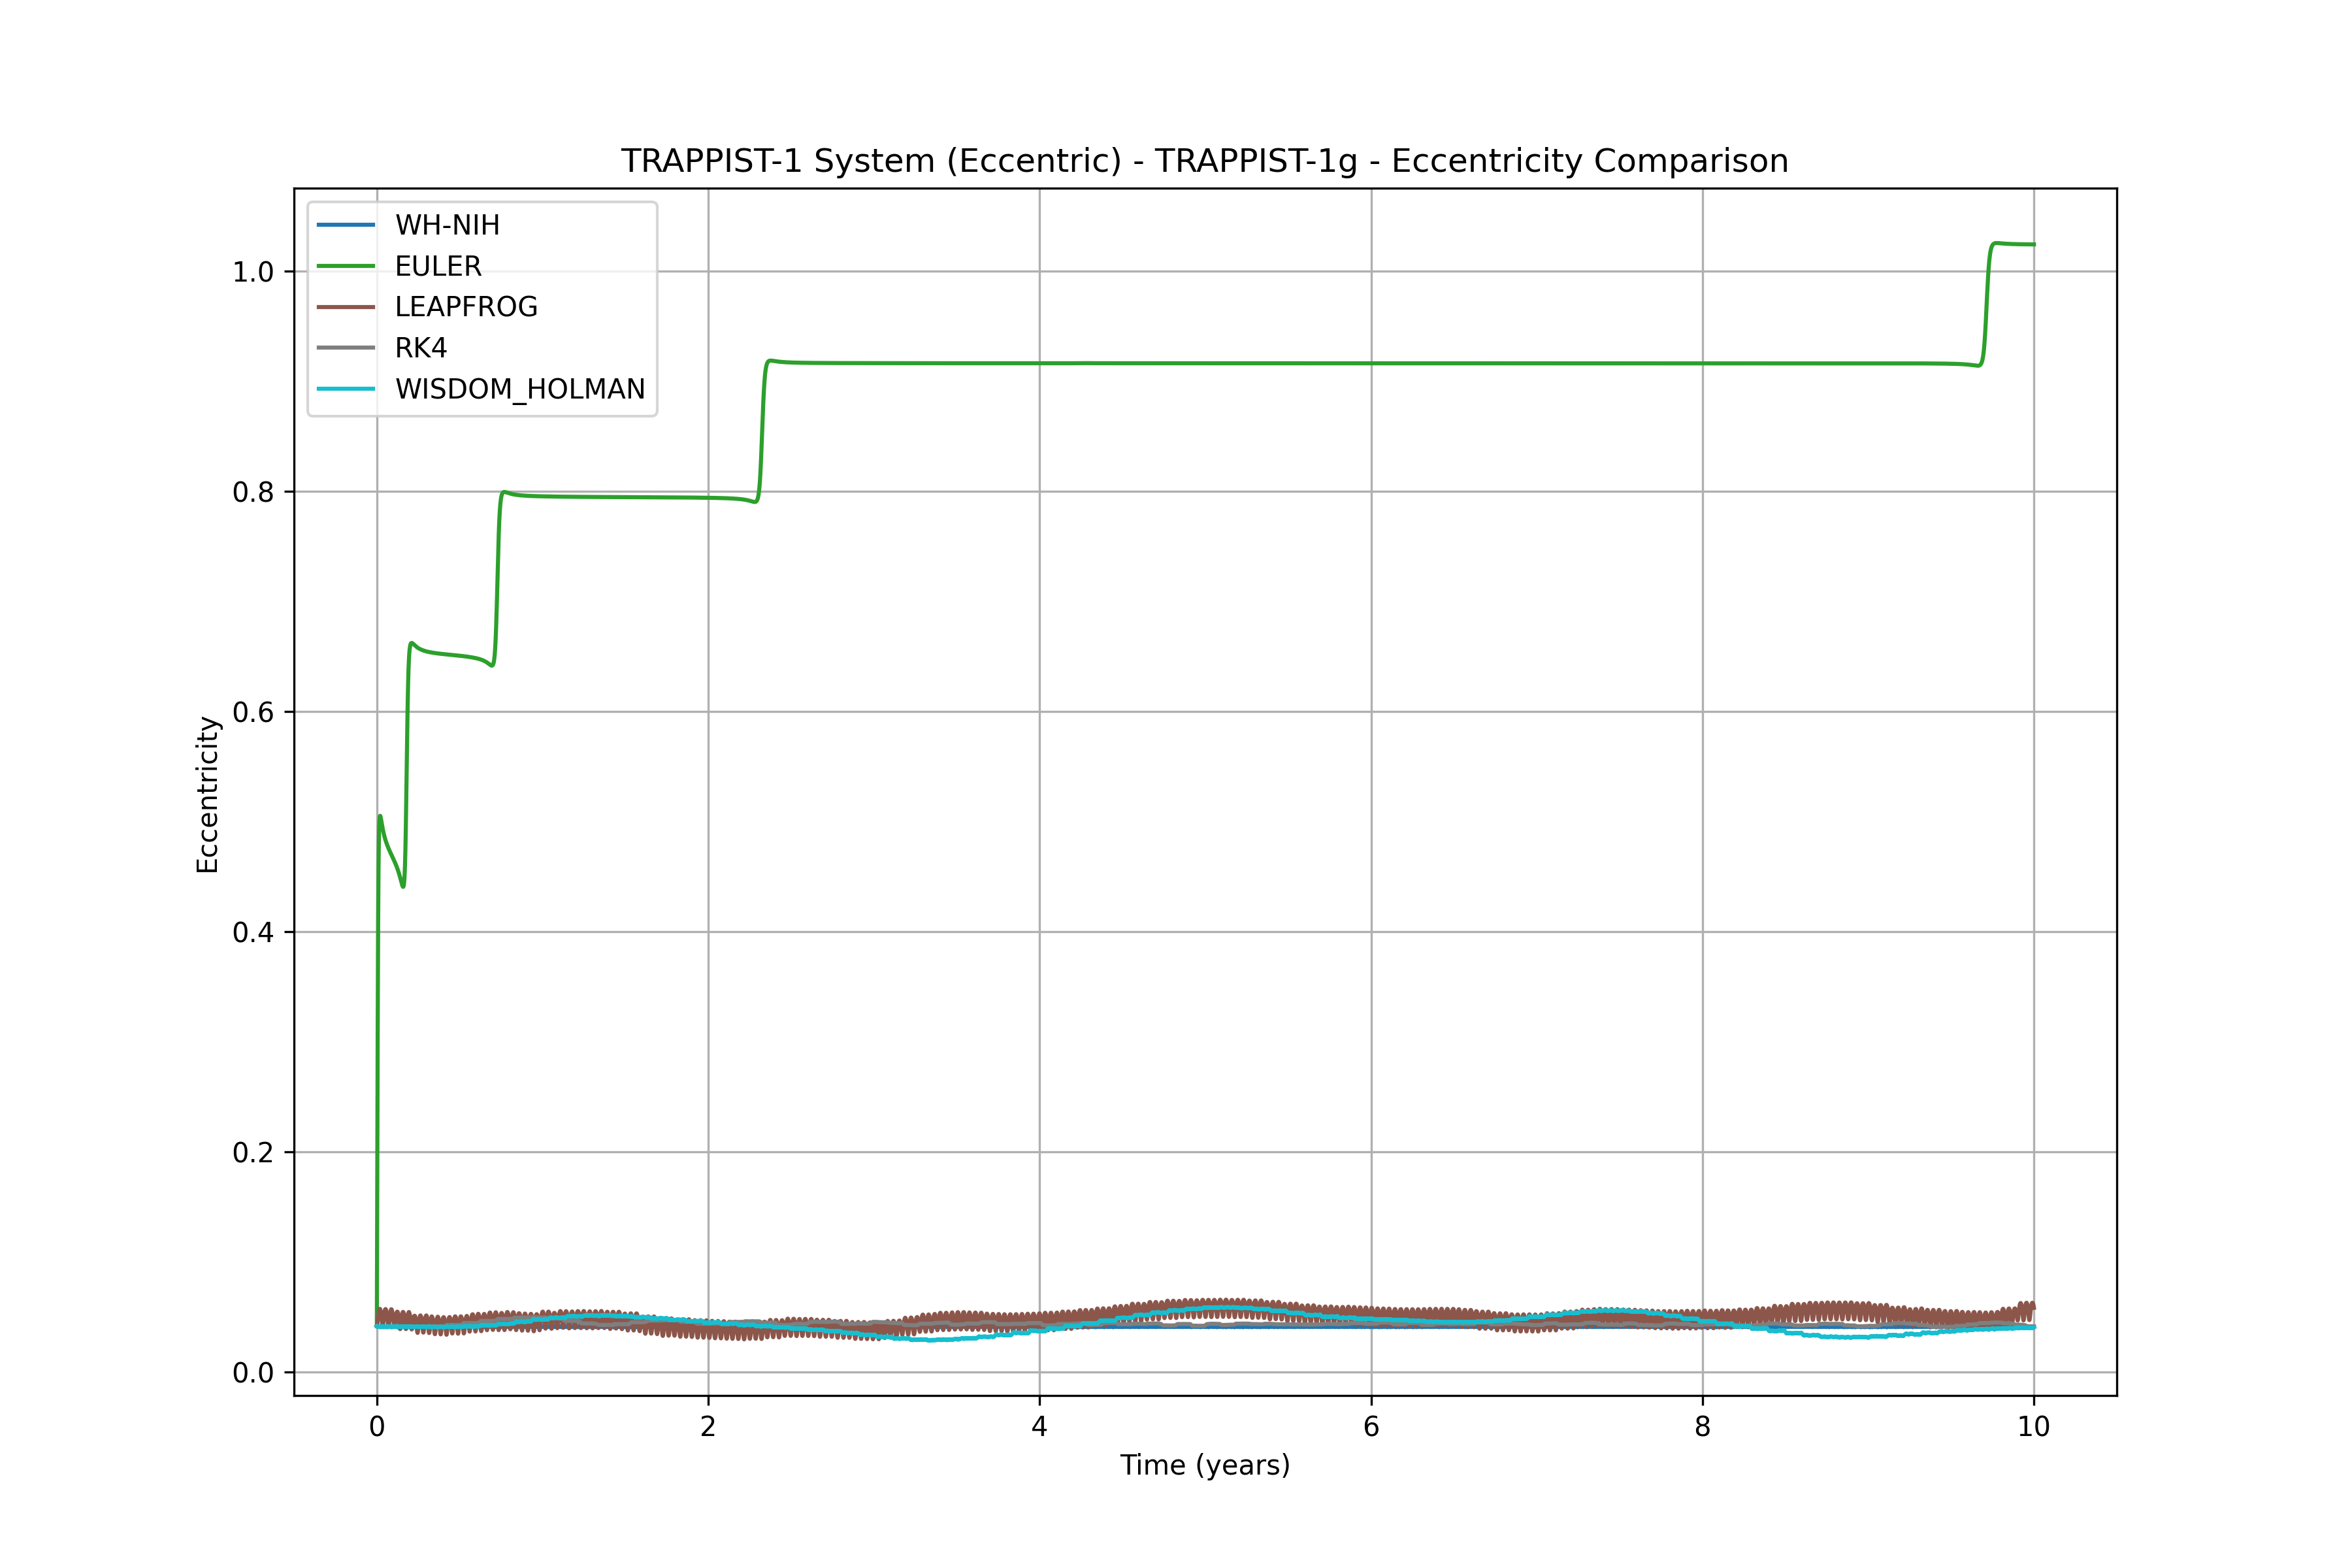 TRAPPIST-1 System (Eccentric) - TRAPPIST-1g - Eccentricity Comparison
WH-NIH
EULER
LEAPFROG
RK4
WISDOM_HOLMAN
1.0
0.8
0.6
0.4
0.2
0.0
Eccentricity
0 2 4 6 8 10
Time (years)